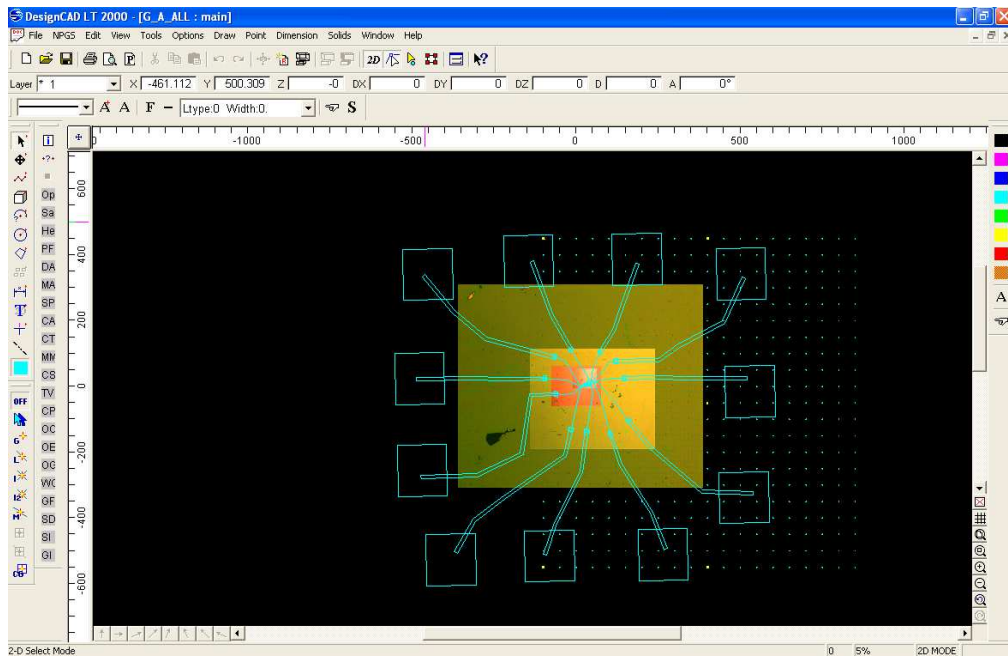 DesignCAD LT 2000 - [G_A_ALL : main]
File NPGS Edit View Tools Options Draw Point Dimension Solids Window Help
2D
Layer * 1 X -461.112 Y 500.309 Z -0 DX 0 DY 0 DZ 0 D 0 A 0°
A A F Ltype:0 Width:0. S
-1000 -500 0 500 1000
600
400
200
0
-200
-400
-600
Op
Sa
He
PF
DA
MA
SP
CA
CT
MM
CS
TV
CP
OC
OE
OG
WC
GF
SD
SI
GI
T
OFF
G
L
I
12
M
CG
A
2-D Select Mode 0 5% 2D MODE